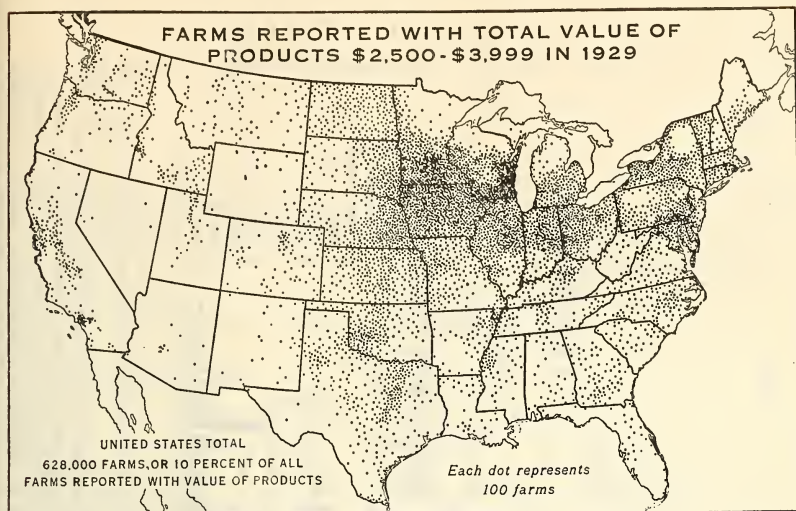 FARMS REPORTED WITH TOTAL VALUE OF
PRODUCTS $2,500-$3,999 IN 1929
UNITED STATES TOTAL
628,000 FARMS, OR 10 PERCENT OF ALL
FARMS REPORTED WITH VALUE OF PRODUCTS
Each dot represents
100 farms